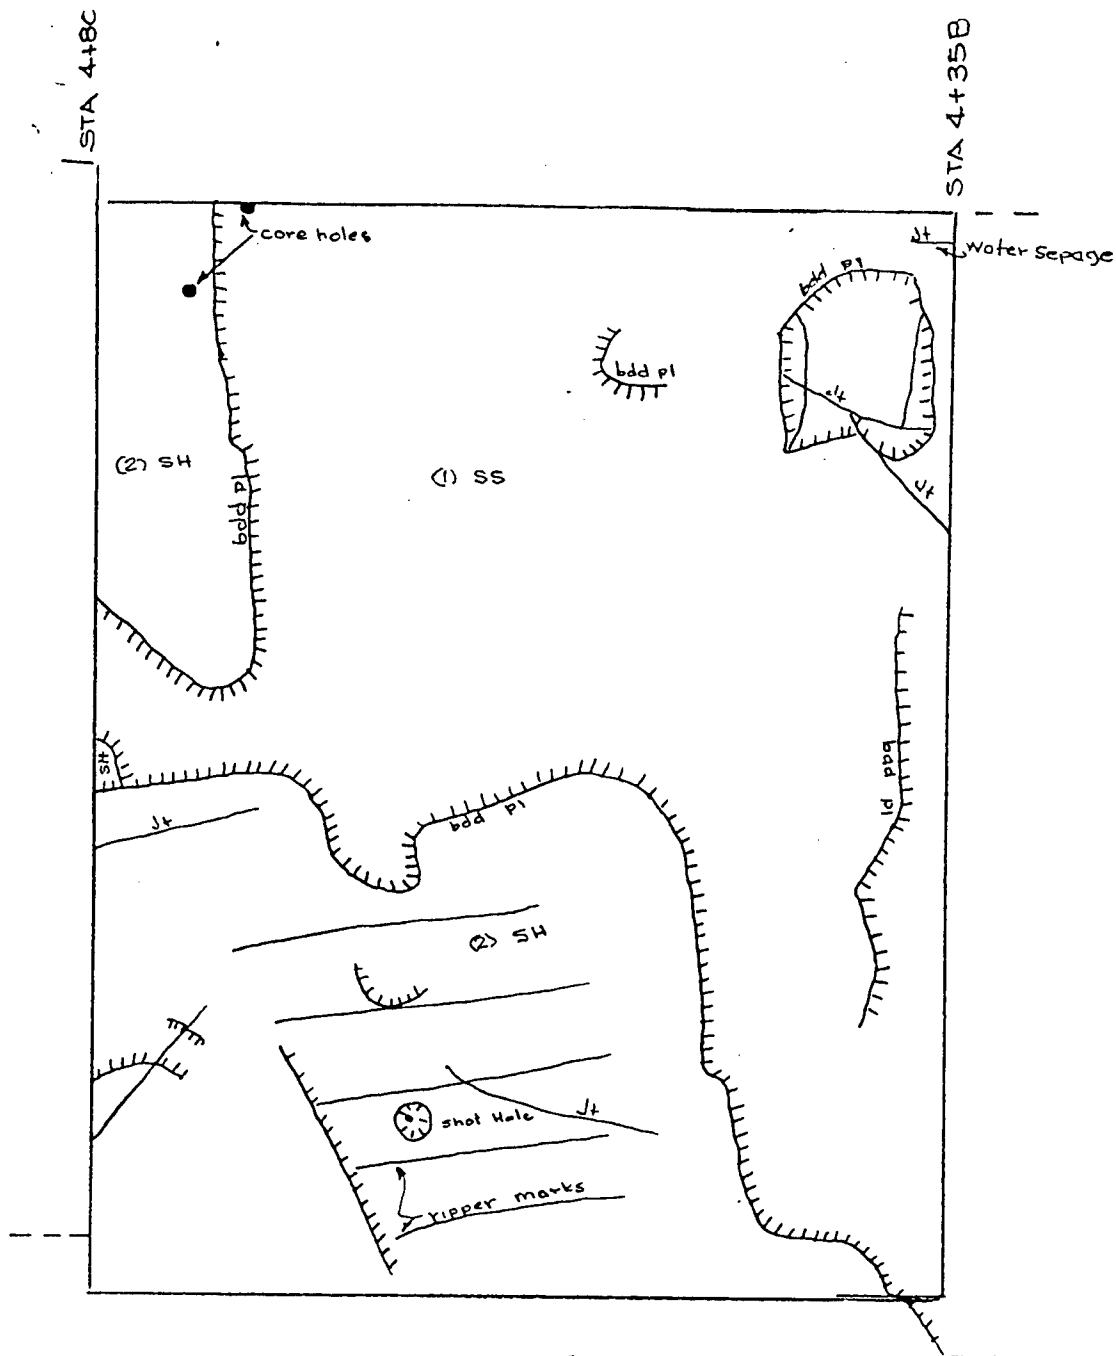 STA 4+8C
STA 4+35B
core holes
Jt
Water Sepage
bdd pl
bdd pl
Jt
(2) SH
(1) SS
bdd pl
Jt
bdd pl
SH
Jt
bdd pl
(2) SH
Shot Hole
Jt
ripper marks